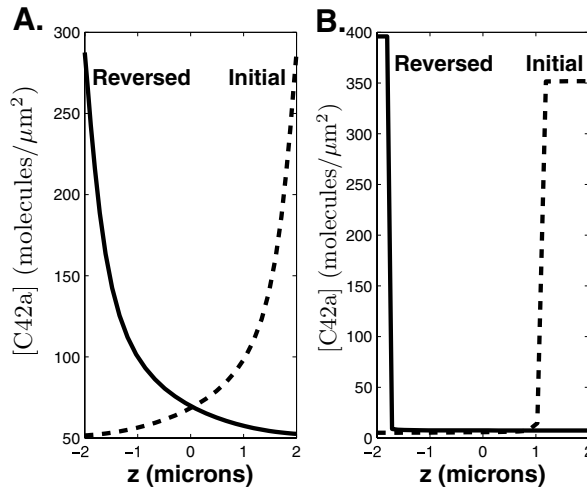 A.
300
250
200
150
100
50
[C42a] (molecules/μm²)
Reversed
Initial
−2
−1
0
1
2
z (microns)
B.
400
350
300
250
200
150
100
50
0
[C42a] (molecules/μm²)
Reversed
Initial
−2
−1
0
1
2
z (microns)